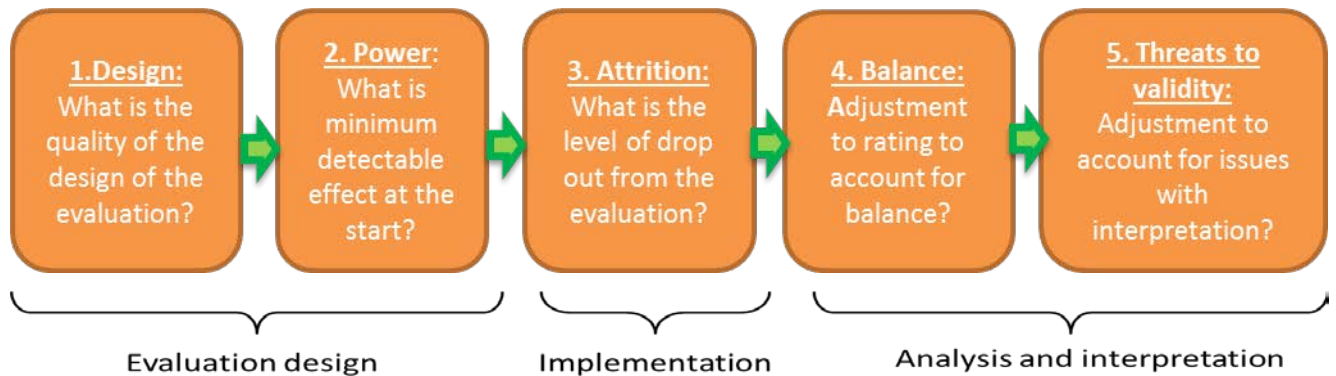 1.Design:
What is the
quality of the
design of the
evaluation?
2. Power:
What is
minimum
detectable
effect at the
start?
3. Attrition:
What is the
level of drop
out from the
evaluation?
4. Balance:
Adjustment
to rating to
account for
balance?
5. Threats to
validity:
Adjustment to
account for issues
with
interpretation?
Evaluation design
Implementation
Analysis and interpretation